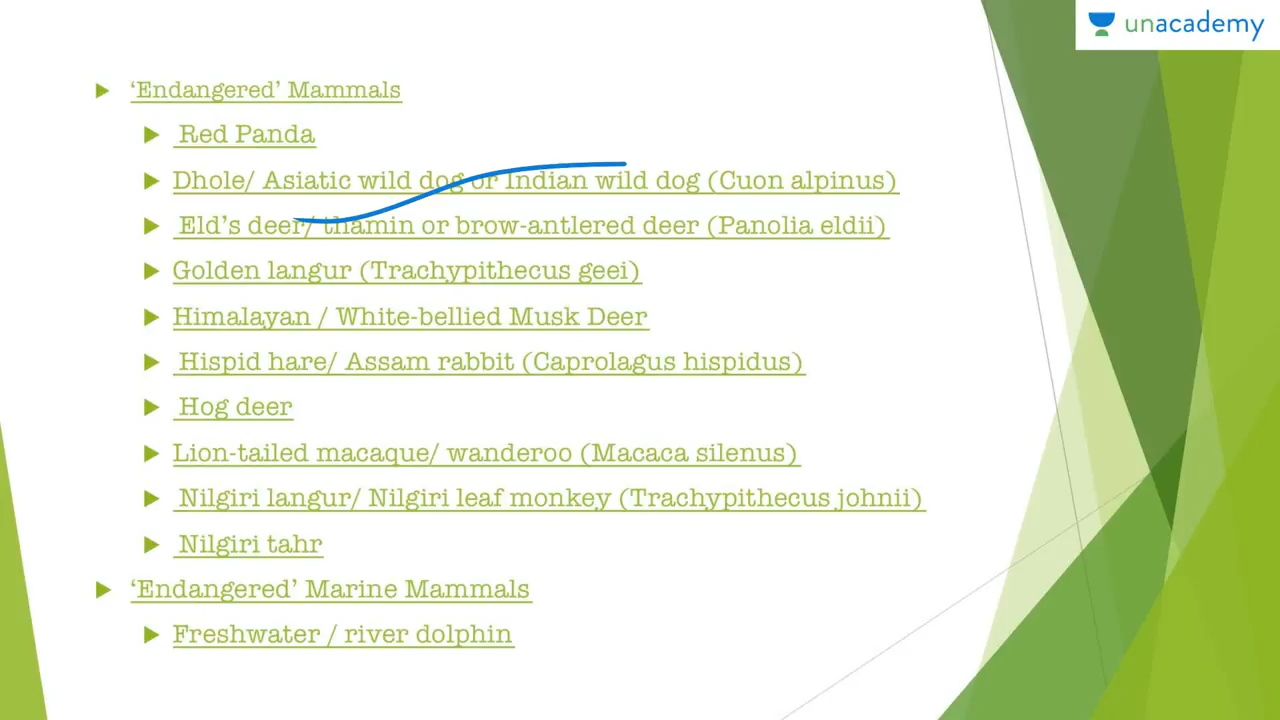 unacademy
‘Endangered’ Mammals
Red Panda
Dhole/ Asiatic wild dog or Indian wild dog (Cuon alpinus)
Eld’s deer/ thamin or brow-antlered deer (Panolia eldii)
Golden langur (Trachypithecus geei)
Himalayan / White-bellied Musk Deer
Hispid hare/ Assam rabbit (Caprolagus hispidus)
Hog deer
Lion-tailed macaque/ wanderoo (Macaca silenus)
Nilgiri langur/ Nilgiri leaf monkey (Trachypithecus johnii)
Nilgiri tahr
‘Endangered’ Marine Mammals
Freshwater / river dolphin